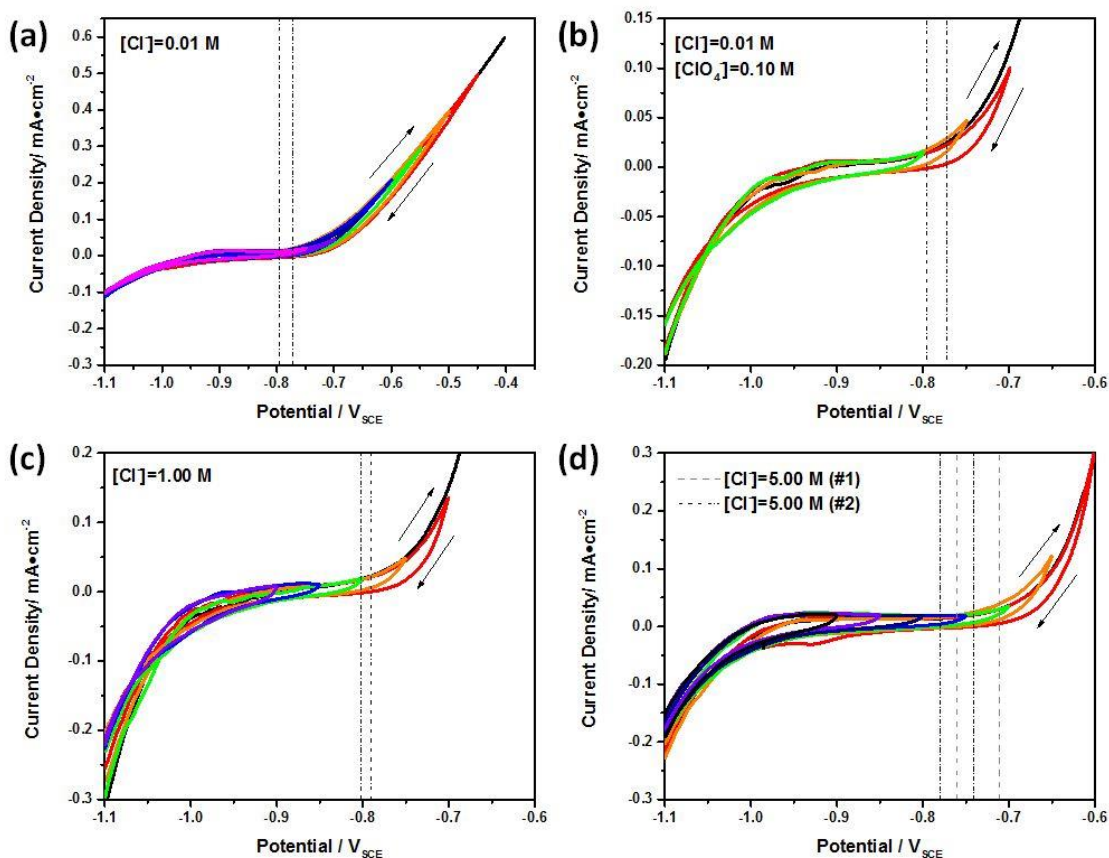 (a)
[Cl⁻]=0.01 M
Current Density/ mA•cm⁻²
0.6
0.5
0.4
0.3
0.2
0.1
0.0
-0.1
-0.2
-0.3
-1.1 -1.0 -0.9 -0.8 -0.7 -0.6 -0.5 -0.4
Potential / V_SCE
(b)
[Cl⁻]=0.01 M
[ClO₄⁻]=0.10 M
Current Density/ mA•cm⁻²
0.15
0.10
0.05
0.00
-0.05
-0.10
-0.15
-0.20
-1.1 -1.0 -0.9 -0.8 -0.7 -0.6
Potential / V_SCE
(c)
[Cl⁻]=1.00 M
Current Density/ mA•cm⁻²
0.2
0.1
0.0
-0.1
-0.2
-0.3
-1.1 -1.0 -0.9 -0.8 -0.7 -0.6
Potential / V_SCE
(d)
[Cl⁻]=5.00 M (#1)
[Cl⁻]=5.00 M (#2)
Current Density/ mA•cm⁻²
0.3
0.2
0.1
0.0
-0.1
-0.2
-0.3
-1.1 -1.0 -0.9 -0.8 -0.7 -0.6
Potential / V_SCE